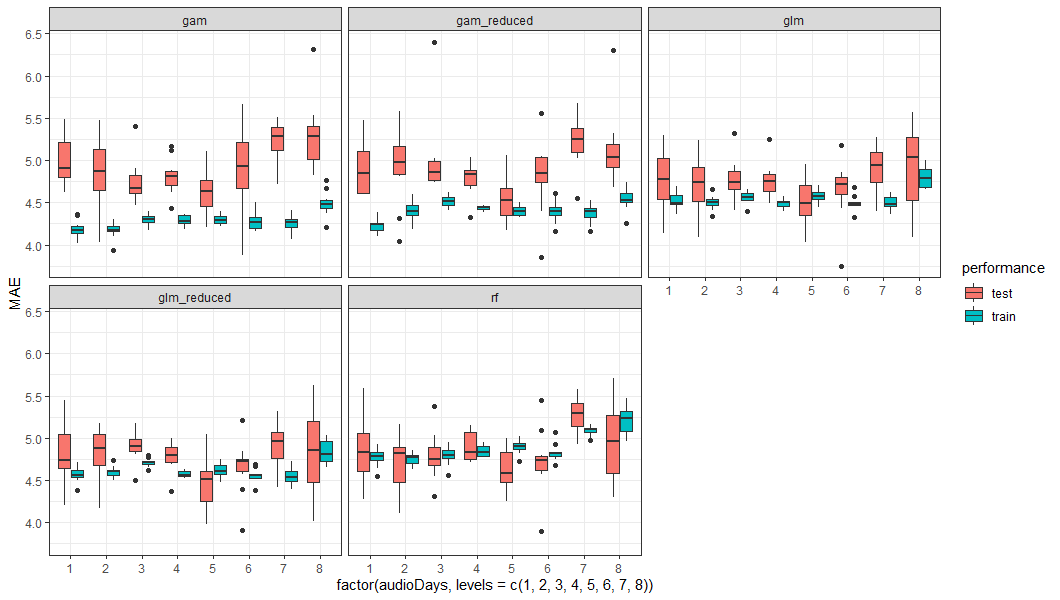 gam
gam_reduced
glm
6.5
6.0
5.5
5.0
4.5
4.0
1 2 3 4 5 6 7 8
glm_reduced
rf
6.5
6.0
5.5
5.0
4.5
4.0
1 2 3 4 5 6 7 8
1 2 3 4 5 6 7 8
MAE
factor(audioDays, levels = c(1, 2, 3, 4, 5, 6, 7, 8))
performance
test
train